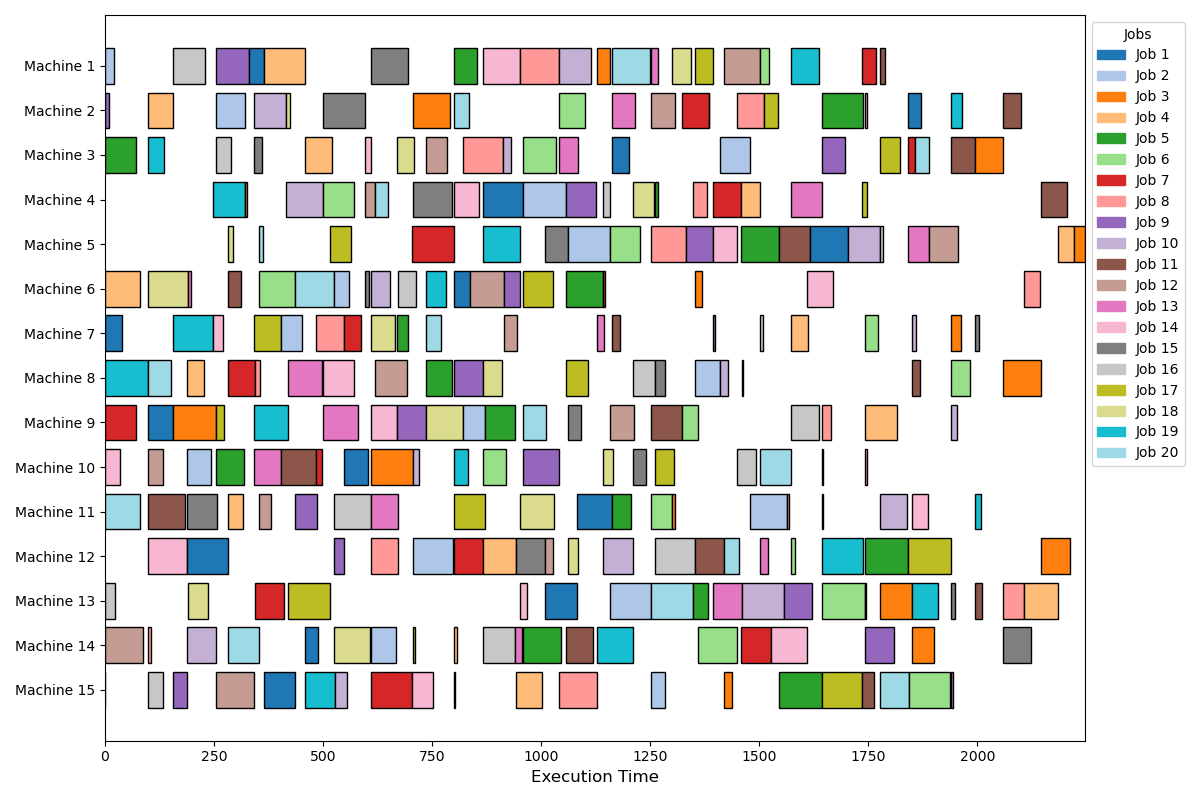 Machine 1
Machine 2
Machine 3
Machine 4
Machine 5
Machine 6
Machine 7
Machine 8
Machine 9
Machine 10
Machine 11
Machine 12
Machine 13
Machine 14
Machine 15
0 250 500 750 1000 1250 1500 1750 2000
Execution Time
Jobs
Job 1
Job 2
Job 3
Job 4
Job 5
Job 6
Job 7
Job 8
Job 9
Job 10
Job 11
Job 12
Job 13
Job 14
Job 15
Job 16
Job 17
Job 18
Job 19
Job 20